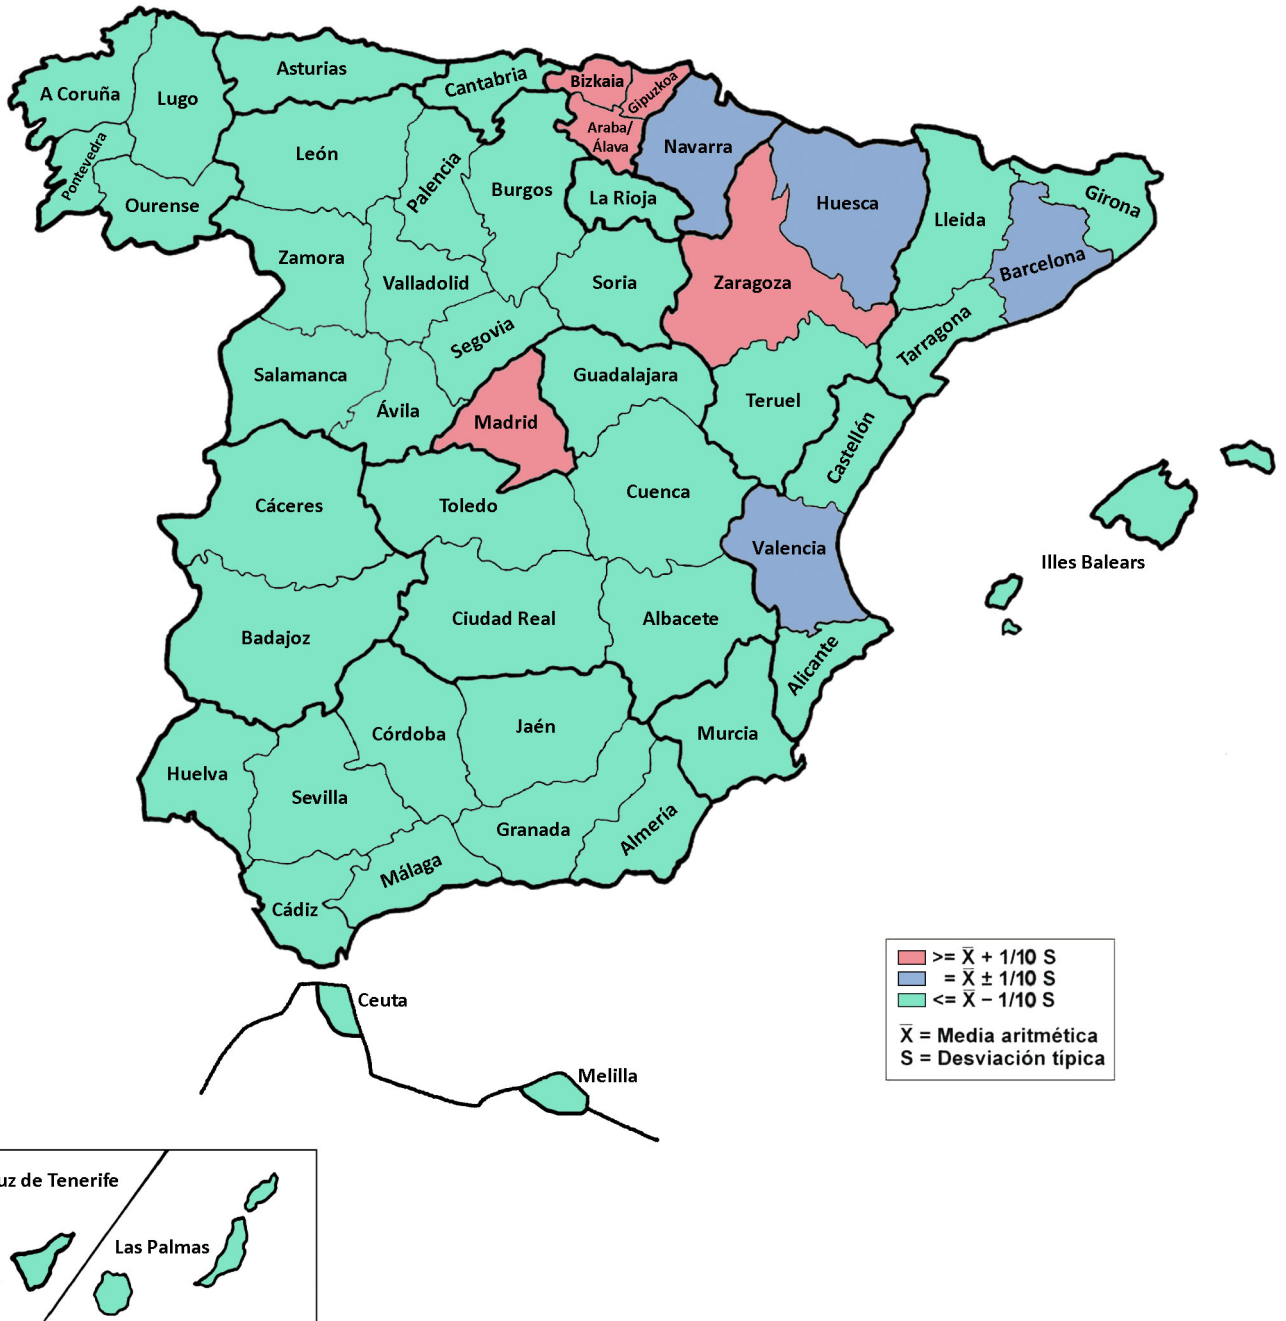 A Coruña
Lugo
Asturias
Cantabria
Bizkaia
Gipuzkoa
Araba/
Álava
Navarra
Pontevedra
Ourense
León
Palencia
Burgos
La Rioja
Huesca
Lleida
Girona
Barcelona
Zamora
Valladolid
Soria
Zaragoza
Tarragona
Segovia
Salamanca
Ávila
Madrid
Guadalajara
Teruel
Castellón
Cáceres
Toledo
Cuenca
Valencia
Illes Balears
Badajoz
Ciudad Real
Albacete
Alicante
Huelva
Sevilla
Córdoba
Jaén
Murcia
Granada
Almería
Málaga
Cádiz
Ceuta
Melilla
>= X̅ + 1/10 S
= X̅ ± 1/10 S
<= X̅ – 1/10 S
X̅ = Media aritmética
S = Desviación típica
uz de Tenerife
Las Palmas